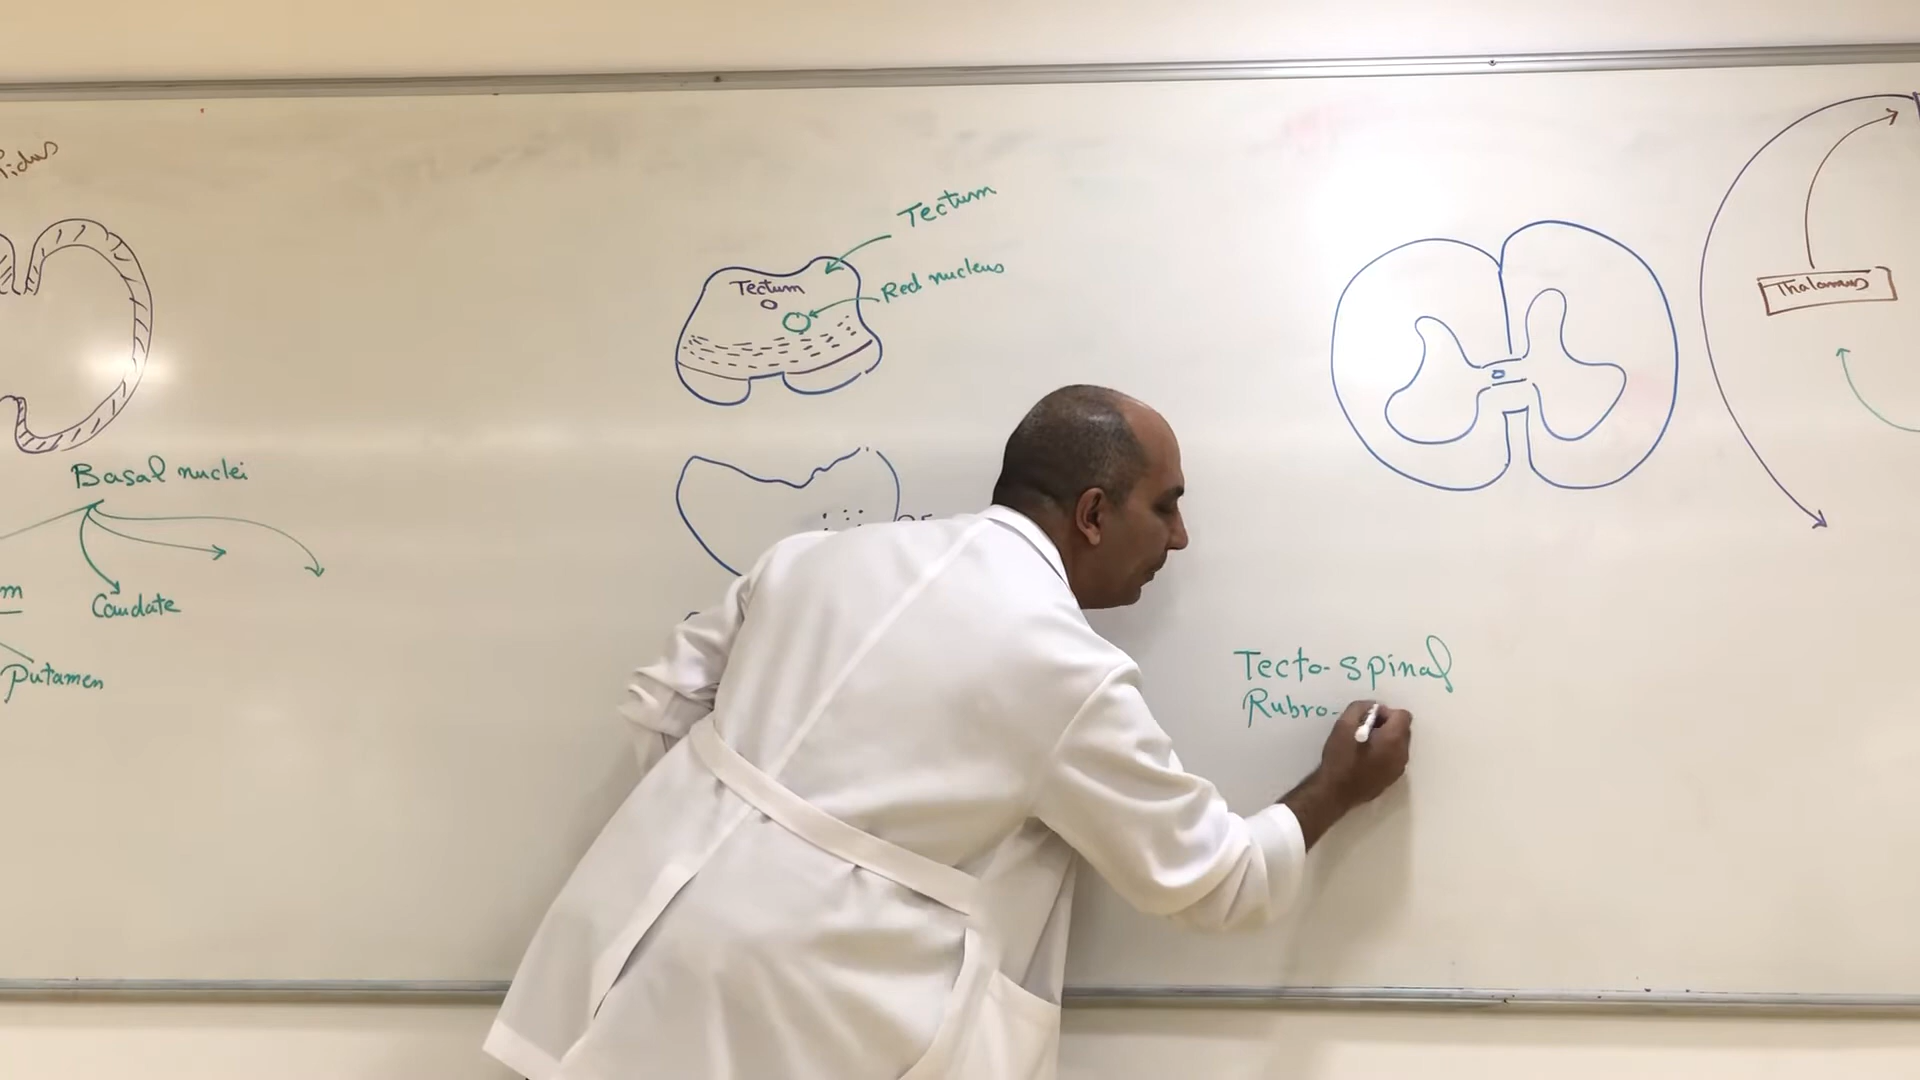 Tectum
Tectum
Red nucleus
Thalamus
Basal nuclei
Caudate
Putamen
Tecto-spinal
Rubro-